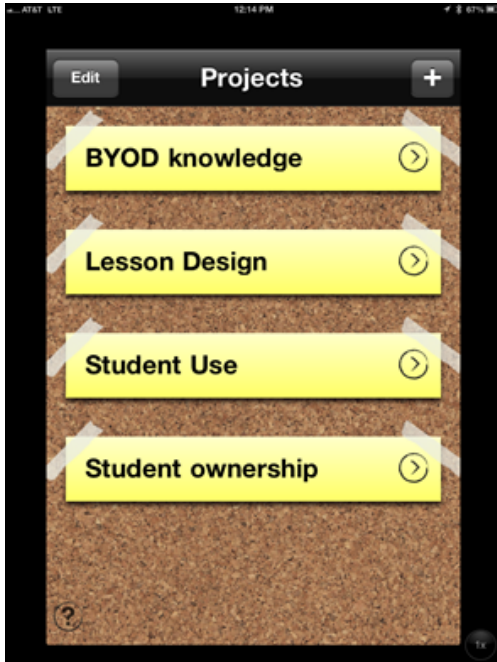 AT&T LTE 12:14 PM 67%
Edit Projects +
BYOD knowledge
Lesson Design
Student Use
Student ownership
?
1x